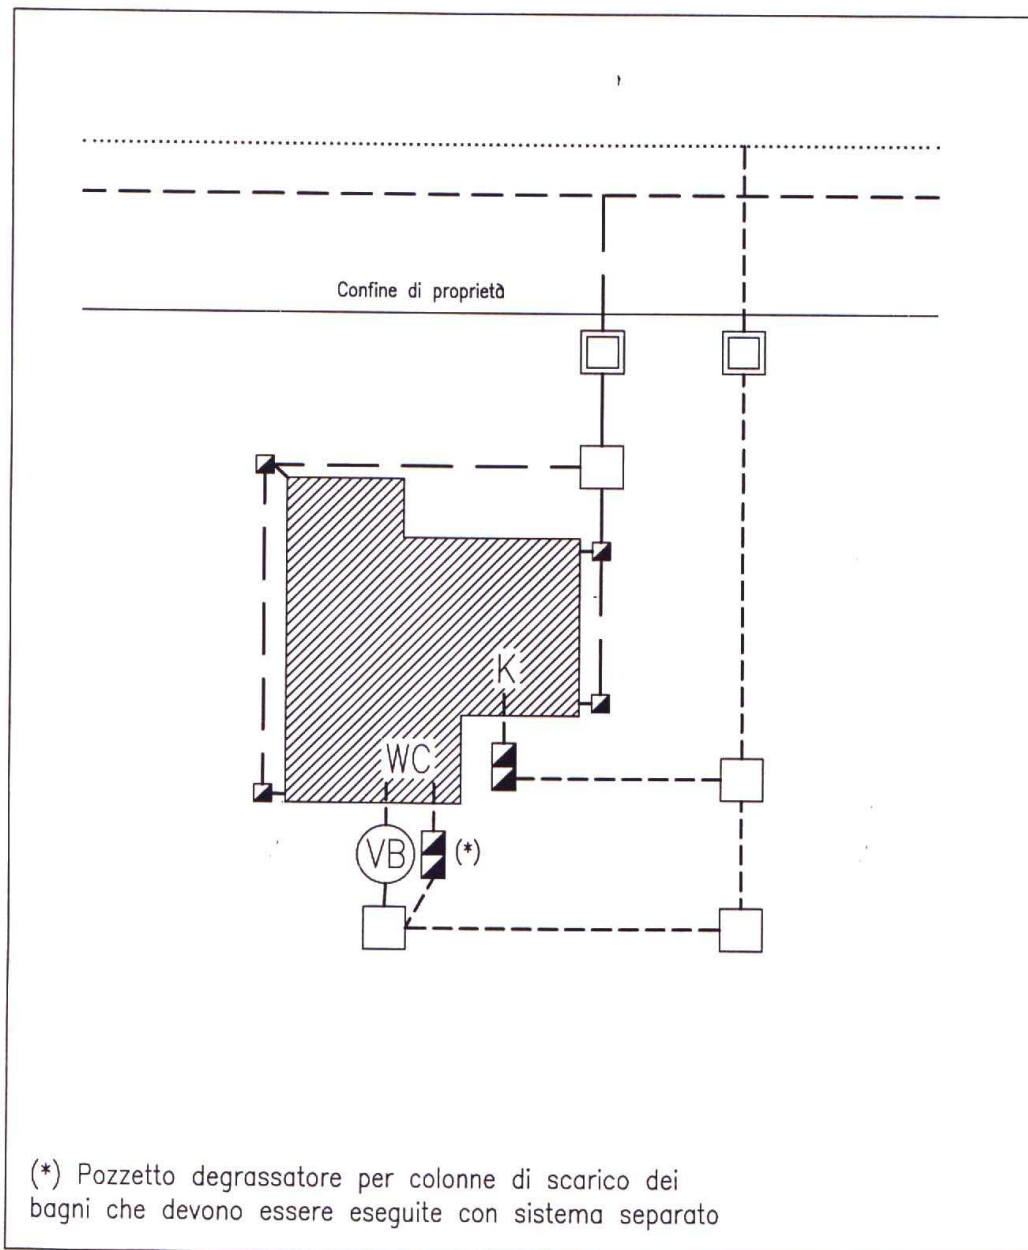 Confine di proprietà
K
WC
VB
(*)
(*) Pozzetto degrassatore per colonne di scarico dei
bagni che devono essere eseguite con sistema separato